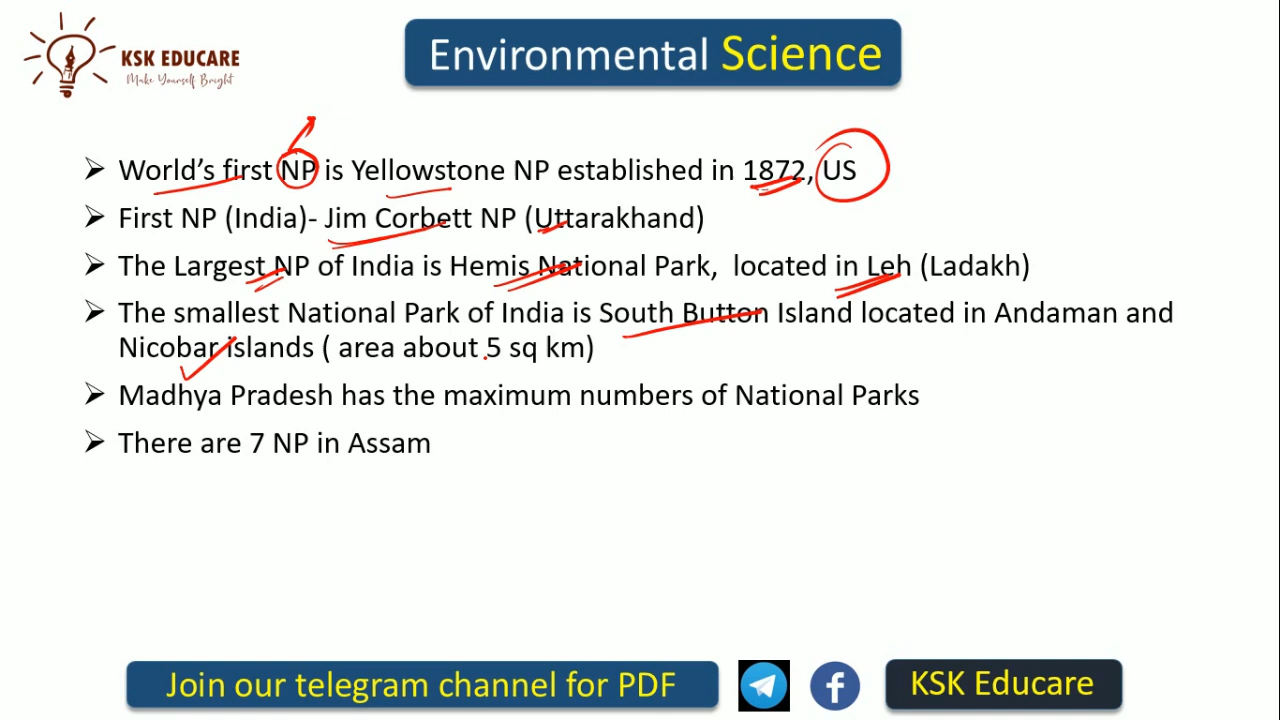 KSK EDUCARE
Make Yourself Bright
Environmental Science
➢ World's first NP is Yellowstone NP established in 1872, US
➢ First NP (India)- Jim Corbett NP (Uttarakhand)
➢ The Largest NP of India is Hemis National Park, located in Leh (Ladakh)
➢ The smallest National Park of India is South Button Island located in Andaman and
Nicobar islands ( area about 5 sq km)
➢ Madhya Pradesh has the maximum numbers of National Parks
➢ There are 7 NP in Assam
Join our telegram channel for PDF
KSK Educare